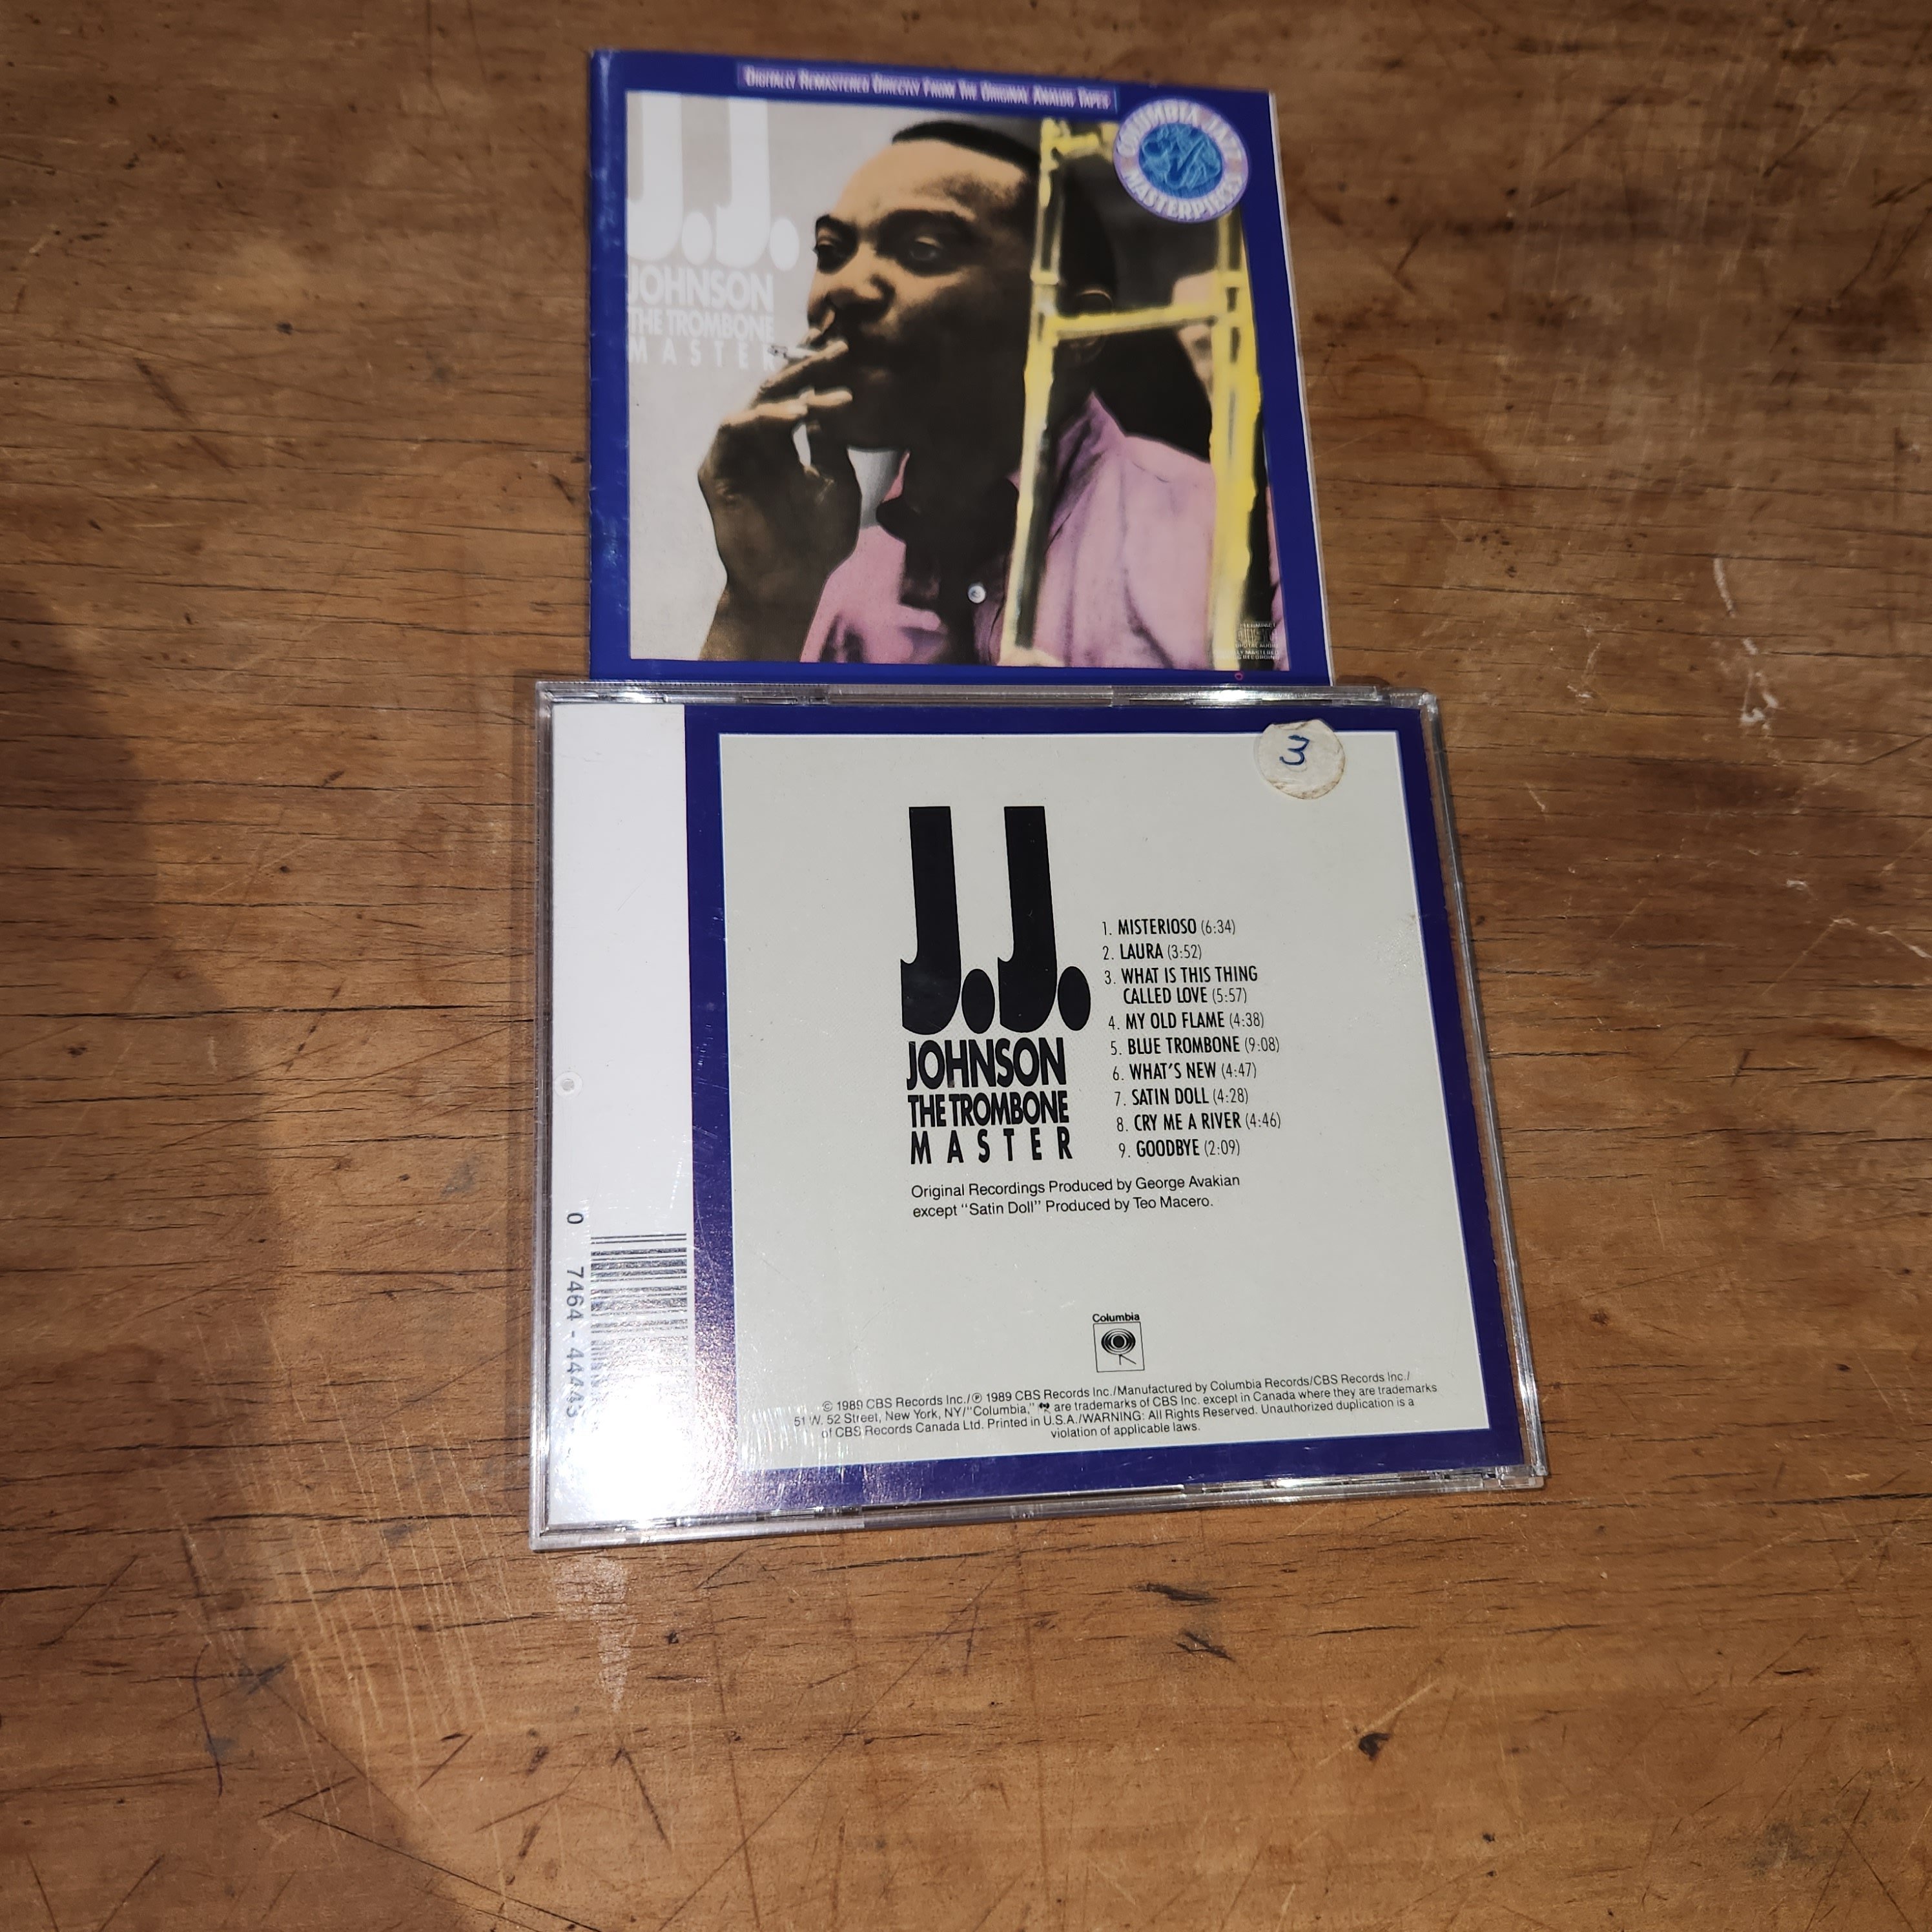 DIGITALLY REMASTERED DIRECTLY FROM THE ORIGINAL ANALOG TAPES
COLUMBIA JAZZ
MASTERPIECES
J.J.
JOHNSON
THE TROMBONE
MASTER
3
J.J.
JOHNSON
THE TROMBONE
MASTER
1. MISTERIOSO (6:34)
2. LAURA (3:52)
3. WHAT IS THIS THING
CALLED LOVE (5:57)
4. MY OLD FLAME (4:38)
5. BLUE TROMBONE (9:08)
6. WHAT'S NEW (4:47)
7. SATIN DOLL (4:28)
8. CRY ME A RIVER (4:46)
9. GOODBYE (2:09)
Original Recordings Produced by George Avakian
except "Satin Doll" Produced by Teo Macero.
Columbia
© 1989 CBS Records Inc./℗ 1989 CBS Records Inc./Manufactured by Columbia Records/CBS Records Inc./
51 W. 52 Street, New York, NY/"Columbia," are trademarks of CBS Inc. except in Canada where they are trademarks
of CBS Records Canada Ltd. Printed in U.S.A./WARNING: All Rights Reserved. Unauthorized duplication is a
violation of applicable laws.
0 7464-44443